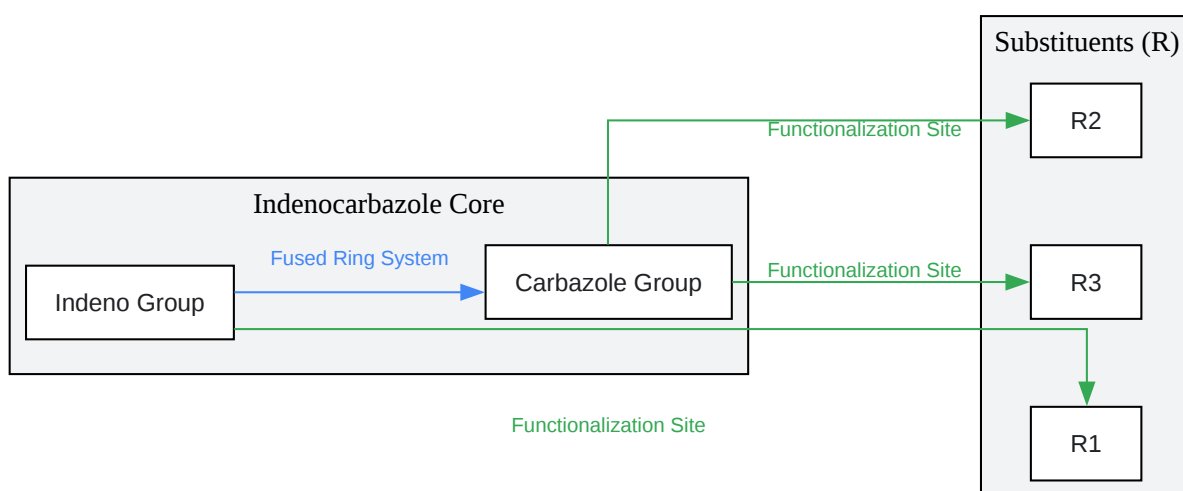 Substituents (R)
R2
Functionalization Site
Indenocarbazole Core
Fused Ring System
Carbazole Group
Functionalization Site
R3
Indeno Group
Functionalization Site
R1